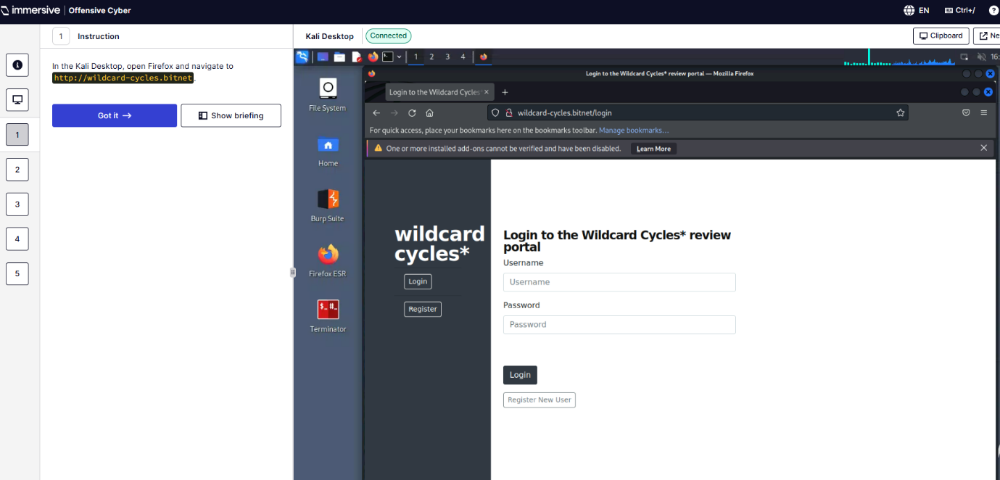 immersive | Offensive Cyber
EN
Ctrl+/
?
1 Instruction
In the Kali Desktop, open Firefox and navigate to
http://wildcard-cycles.bitnet.
Got it →
Show briefing
1
2
3
4
5
Kali Desktop
Connected
Clipboard
Ne
1 2 3 4
16:
File System
Home
Burp Suite
Firefox ESR
Terminator
Login to the Wildcard Cycles* review portal — Mozilla Firefox
Login to the Wildcard Cycles*
wildcard-cycles.bitnet/login
For quick access, place your bookmarks here on the bookmarks toolbar. Manage bookmarks...
One or more installed add-ons cannot be verified and have been disabled. Learn More
wildcard
cycles*
Login
Register
Login to the Wildcard Cycles* review
portal
Username
Username
Password
Password
Login
Register New User